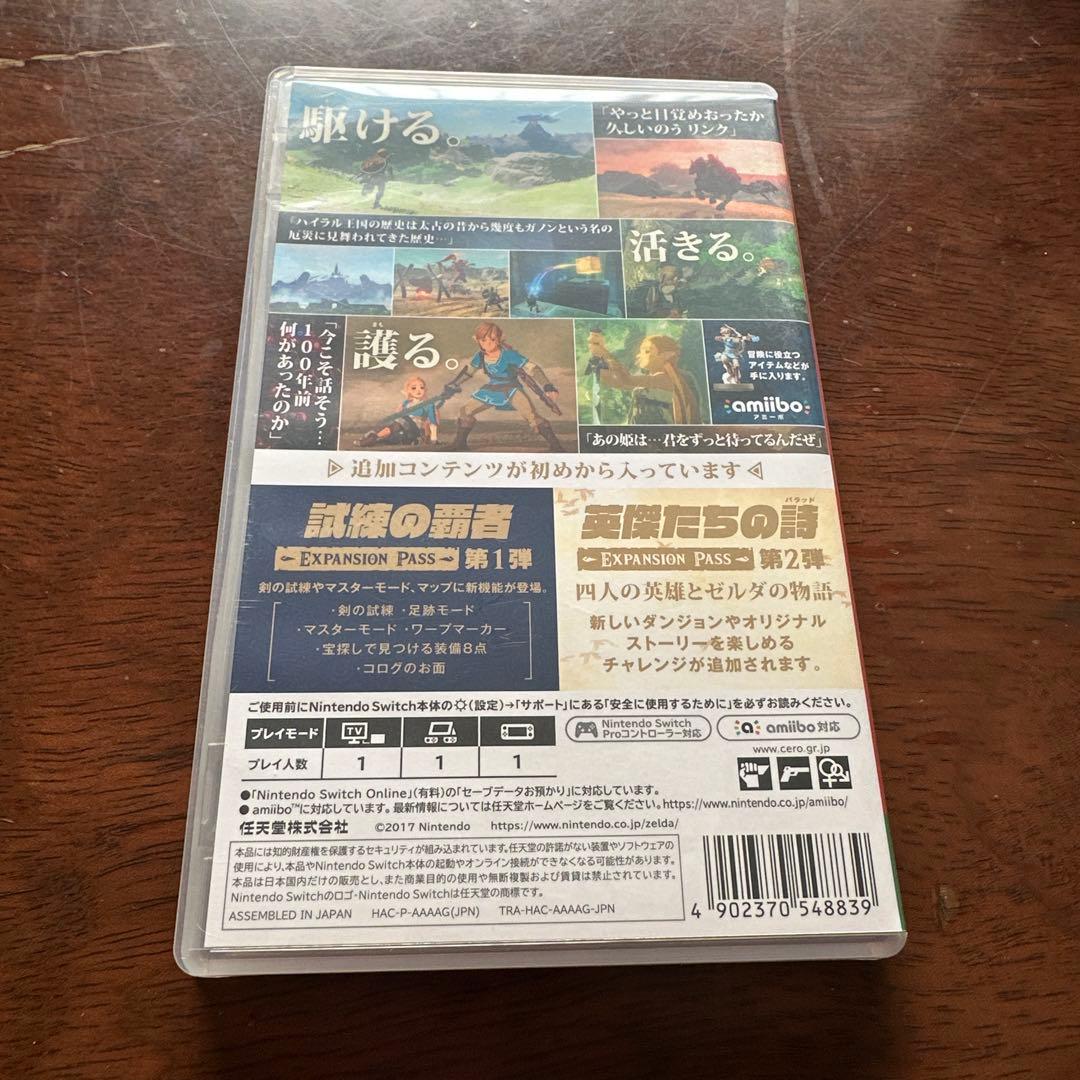 駆ける。
「やっと目覚めおったか
久しいのう リンク」
『ハイラル王国の歴史は太古の昔から幾度もガノンという名の
厄災に見舞われてきた歴史…』
活きる。
「今こそ話そう…
100年前
何があったのか」
まも
護る。
冒険に役立つ
アイテムなどが
手に入ります。
amiibo
アミーボ
「あの姫は…君をずっと待ってるんだぜ」
追加コンテンツが初めから入っています
試練の覇者
EXPANSION PASS 第1弾
剣の試練やマスターモード、マップに新機能が登場。
・剣の試練 ・足跡モード
・マスターモード ・ワープマーカー
・宝探しで見つける装備8点
・コログのお面
バラッド
英傑たちの詩
EXPANSION PASS 第2弾
四人の英雄とゼルダの物語
新しいダンジョンやオリジナル
ストーリーを楽しめる
チャレンジが追加されます。
ご使用前にNintendo Switch本体の(設定)→「サポート」にある「安全に使用するために」を必ずお読みください。
プレイモード TV
プレイ人数 1 1 1
Nintendo Switch
Proコントローラー対応
amiibo 対応
www.cero.gr.jp
●「Nintendo Switch Online」(有料)の「セーブデータお預かり」に対応しています。
● amiibo™に対応しています。最新情報については任天堂ホームページをご覧ください。https://www.nintendo.co.jp/amiibo/
任天堂株式会社 ©2017 Nintendo https://www.nintendo.co.jp/zelda/
本品には知的財産権を保護するセキュリティが組み込まれています。任天堂の許諾がない装置やソフトウェアの
使用により、本品やNintendo Switch本体の起動やオンライン接続ができなくなる可能性があります。
本品は日本国内だけの販売とし、また商業目的の使用や無断複製および賃貸は禁止されています。
Nintendo Switchのロゴ・Nintendo Switchは任天堂の商標です。
ASSEMBLED IN JAPAN HAC-P-AAAAG(JPN) TRA-HAC-AAAAG-JPN
4 902370 548839